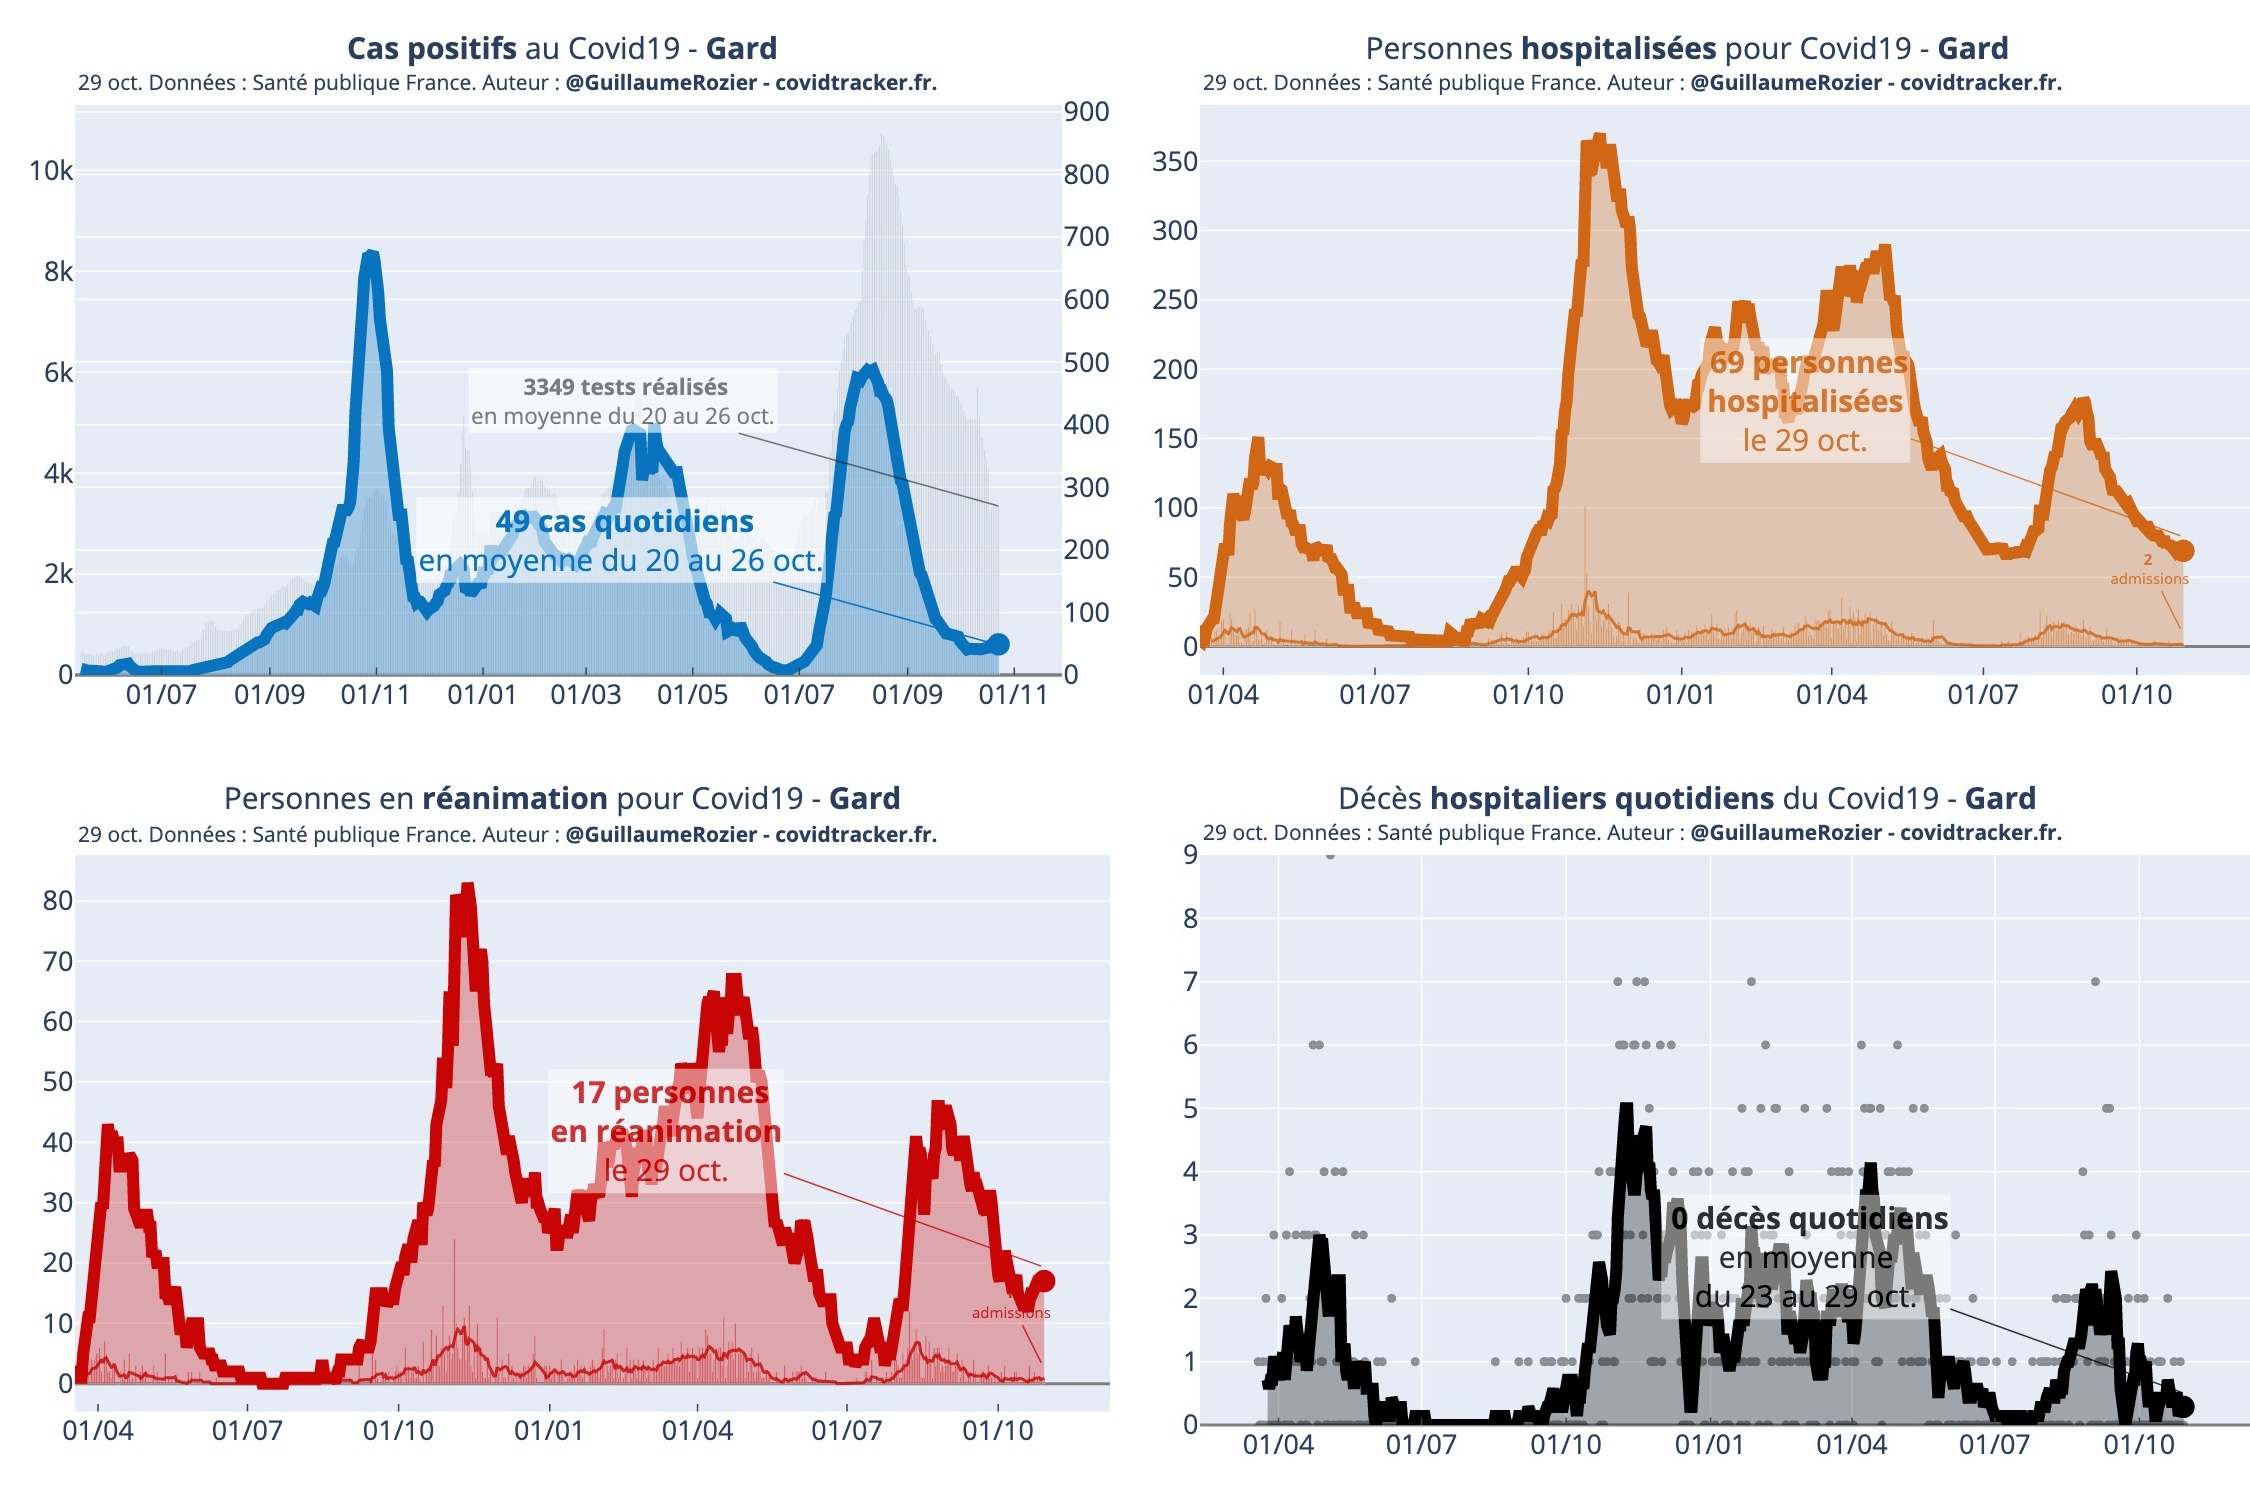 Cas positifs au Covid19 - Gard
29 oct. Données : Santé publique France. Auteur : @GuillaumeRozier - covidtracker.fr.
900
10k
800
700
8k
600
6k
500
3349 tests réalisés
en moyenne du 20 au 26 oct.
400
4k
300
49 cas quotidiens
en moyenne du 20 au 26 oct.
200
2k
100
0
0
01/07 01/09 01/11 01/01 01/03 01/05 01/07 01/09 01/11
Personnes hospitalisées pour Covid19 - Gard
29 oct. Données : Santé publique France. Auteur : @GuillaumeRozier - covidtracker.fr.
350
300
250
200
69 personnes
hospitalisées
le 29 oct.
150
100
2
admissions
50
0
01/04 01/07 01/10 01/01 01/04 01/07 01/10
Personnes en réanimation pour Covid19 - Gard
29 oct. Données : Santé publique France. Auteur : @GuillaumeRozier - covidtracker.fr.
80
70
60
50
17 personnes
en réanimation
le 29 oct.
40
30
20
admissions
10
0
01/04 01/07 01/10 01/01 01/04 01/07 01/10
Décès hospitaliers quotidiens du Covid19 - Gard
29 oct. Données : Santé publique France. Auteur : @GuillaumeRozier - covidtracker.fr.
9
8
7
6
5
4
3
0 décès quotidiens
en moyenne
du 23 au 29 oct.
2
1
0
01/04 01/07 01/10 01/01 01/04 01/07 01/10